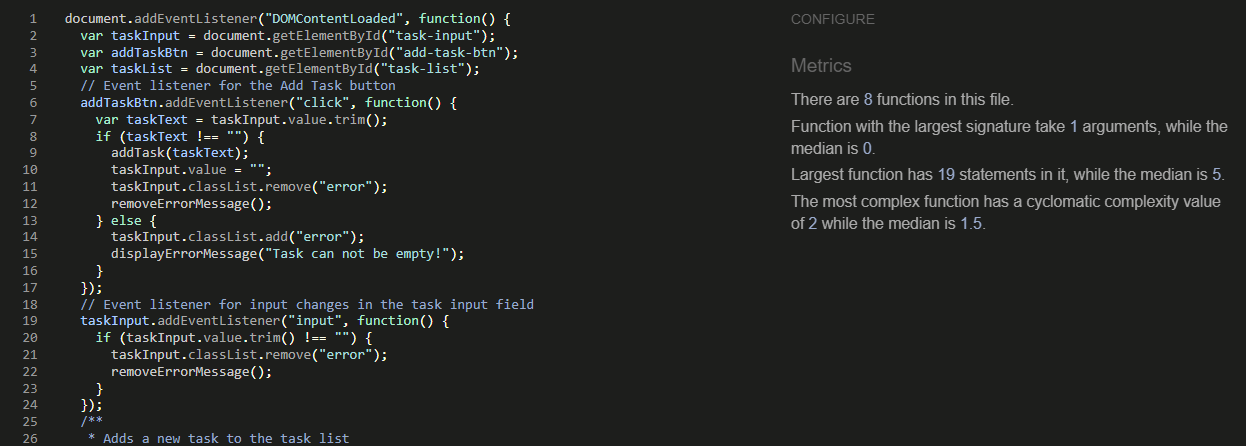 1 document.addEventListener("DOMContentLoaded", function() {
2 var taskInput = document.getElementById("task-input");
3 var addTaskBtn = document.getElementById("add-task-btn");
4 var taskList = document.getElementById("task-list");
5 // Event listener for the Add Task button
6 addTaskBtn.addEventListener("click", function() {
7 var taskText = taskInput.value.trim();
8 if (taskText !== "") {
9 addTask(taskText);
10 taskInput.value = "";
11 taskInput.classList.remove("error");
12 removeErrorMessage();
13 } else {
14 taskInput.classList.add("error");
15 displayErrorMessage("Task can not be empty!");
16 }
17 });
18 // Event listener for input changes in the task input field
19 taskInput.addEventListener("input", function() {
20 if (taskInput.value.trim() !== "") {
21 taskInput.classList.remove("error");
22 removeErrorMessage();
23 }
24 });
25 /**
26 * Adds a new task to the task list
CONFIGURE
Metrics
There are 8 functions in this file.
Function with the largest signature take 1 arguments, while the
median is 0.
Largest function has 19 statements in it, while the median is 5.
The most complex function has a cyclomatic complexity value
of 2 while the median is 1.5.